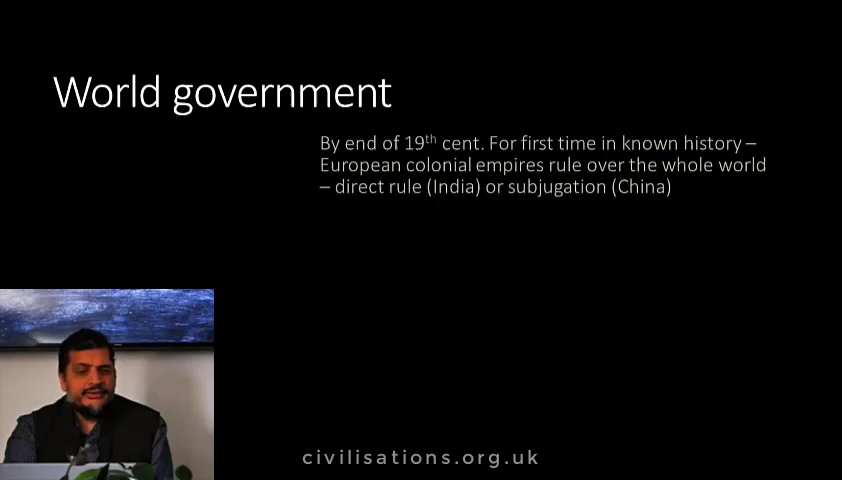 World government
By end of 19th cent. For first time in known history –
European colonial empires rule over the whole world
– direct rule (India) or subjugation (China)
civilisations.org.uk